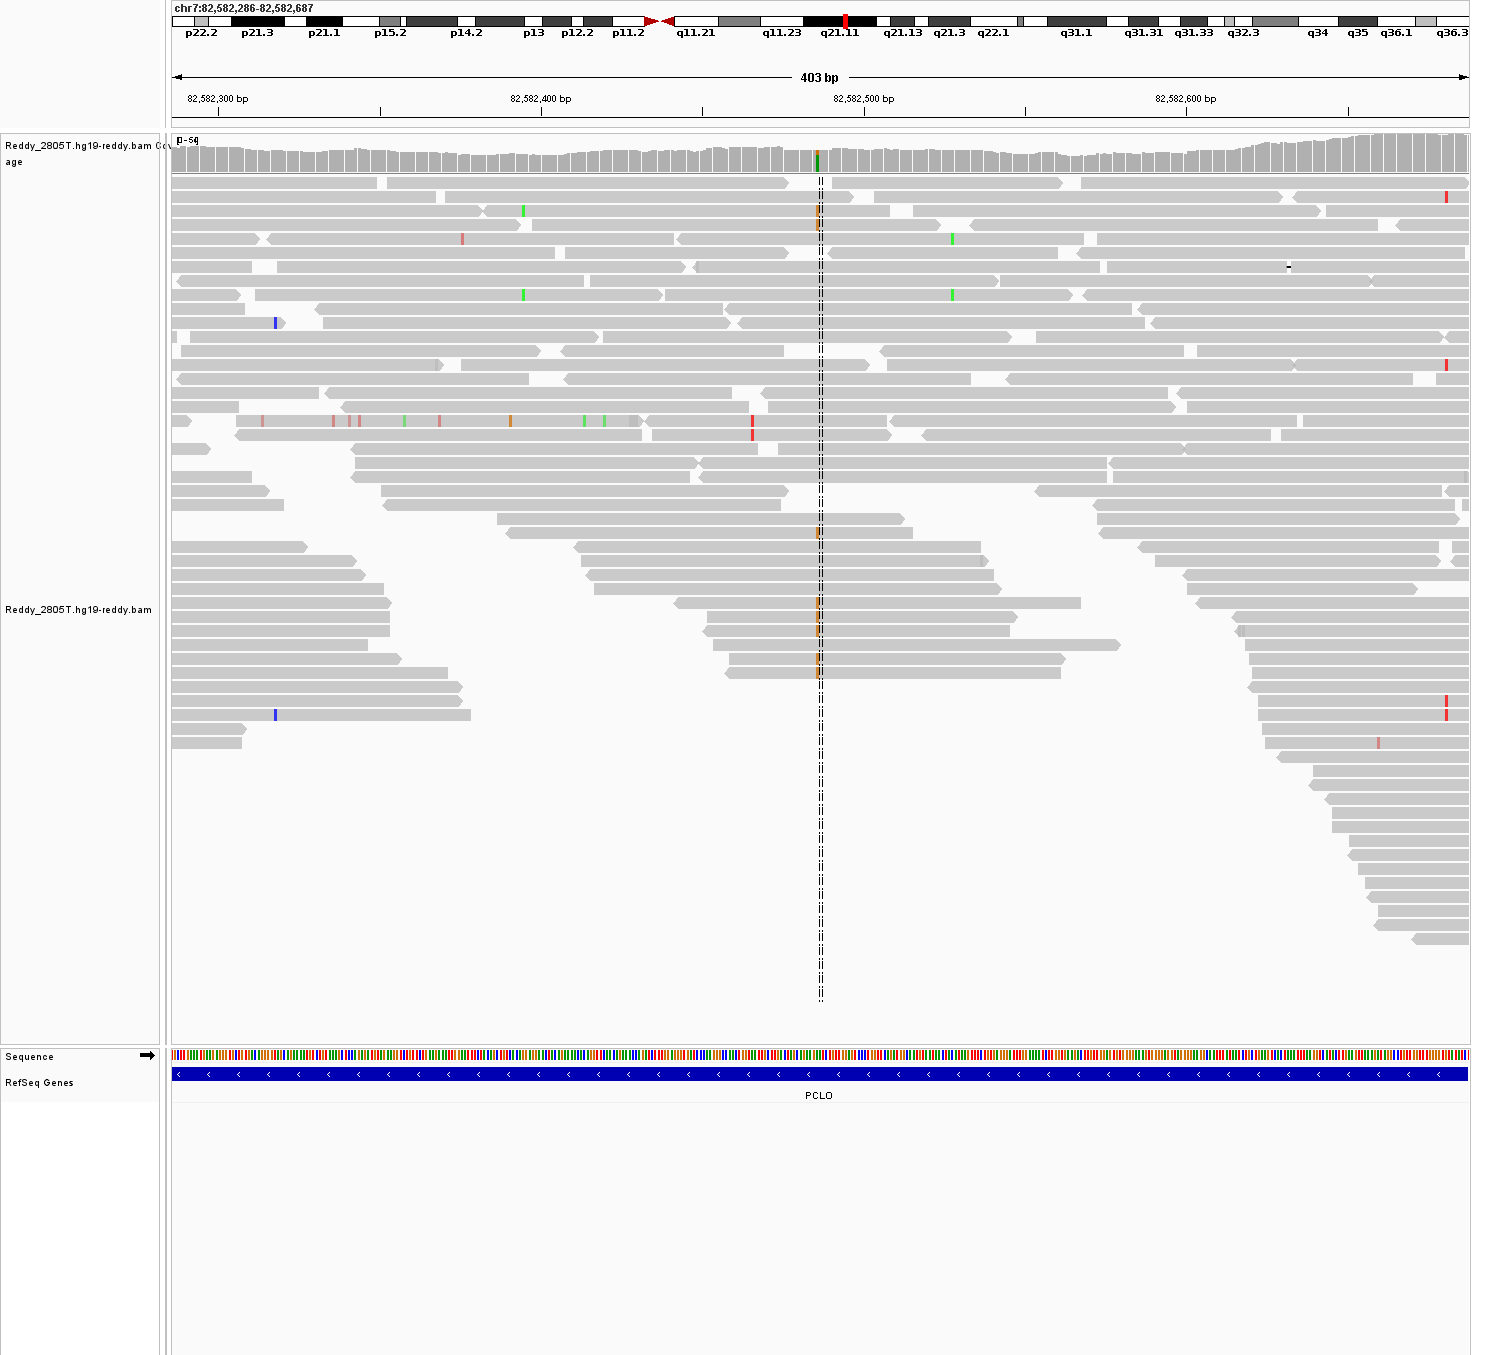 chr7:82,582,286-82,582,687
p22.2 p21.3 p21.1 p15.2 p14.2 p13 p12.2 p11.2 q11.21 q11.23 q21.11 q21.13 q21.3 q22.1 q31.1 q31.31 q31.33 q32.3 q34 q35 q36.1 q36.3
403 bp
82,582,300 bp 82,582,400 bp 82,582,500 bp 82,582,600 bp
Reddy_2805T.hg19-reddy.bam Cov
age
Reddy_2805T.hg19-reddy.bam
Sequence
RefSeq Genes
PCLO